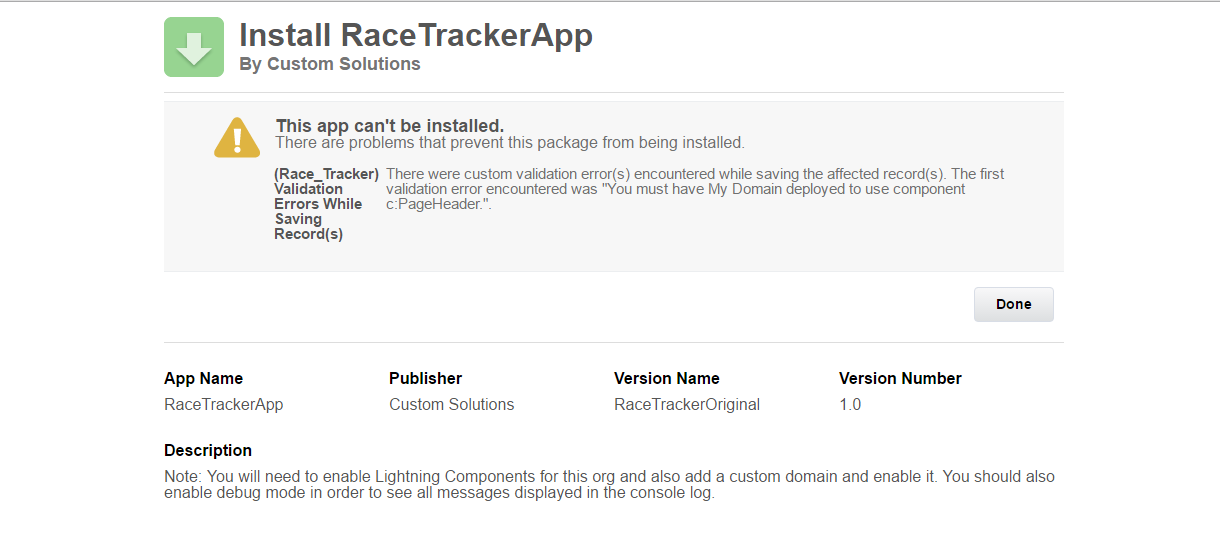 Install RaceTrackerApp
By Custom Solutions
This app can't be installed.
There are problems that prevent this package from being installed.
(Race_Tracker)
Validation
Errors While
Saving
Record(s)
There were custom validation error(s) encountered while saving the affected record(s). The first
validation error encountered was "You must have My Domain deployed to use component
c:PageHeader.".
Done
App Name
RaceTrackerApp
Publisher
Custom Solutions
Version Name
RaceTrackerOriginal
Version Number
1.0
Description
Note: You will need to enable Lightning Components for this org and also add a custom domain and enable it. You should also
enable debug mode in order to see all messages displayed in the console log.